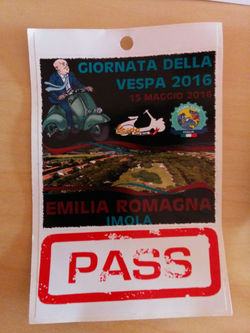 GIORNATA DELLA
VESPA 2016
15 MAGGIO 2016
EMILIA ROMAGNA
IMOLA
PASS